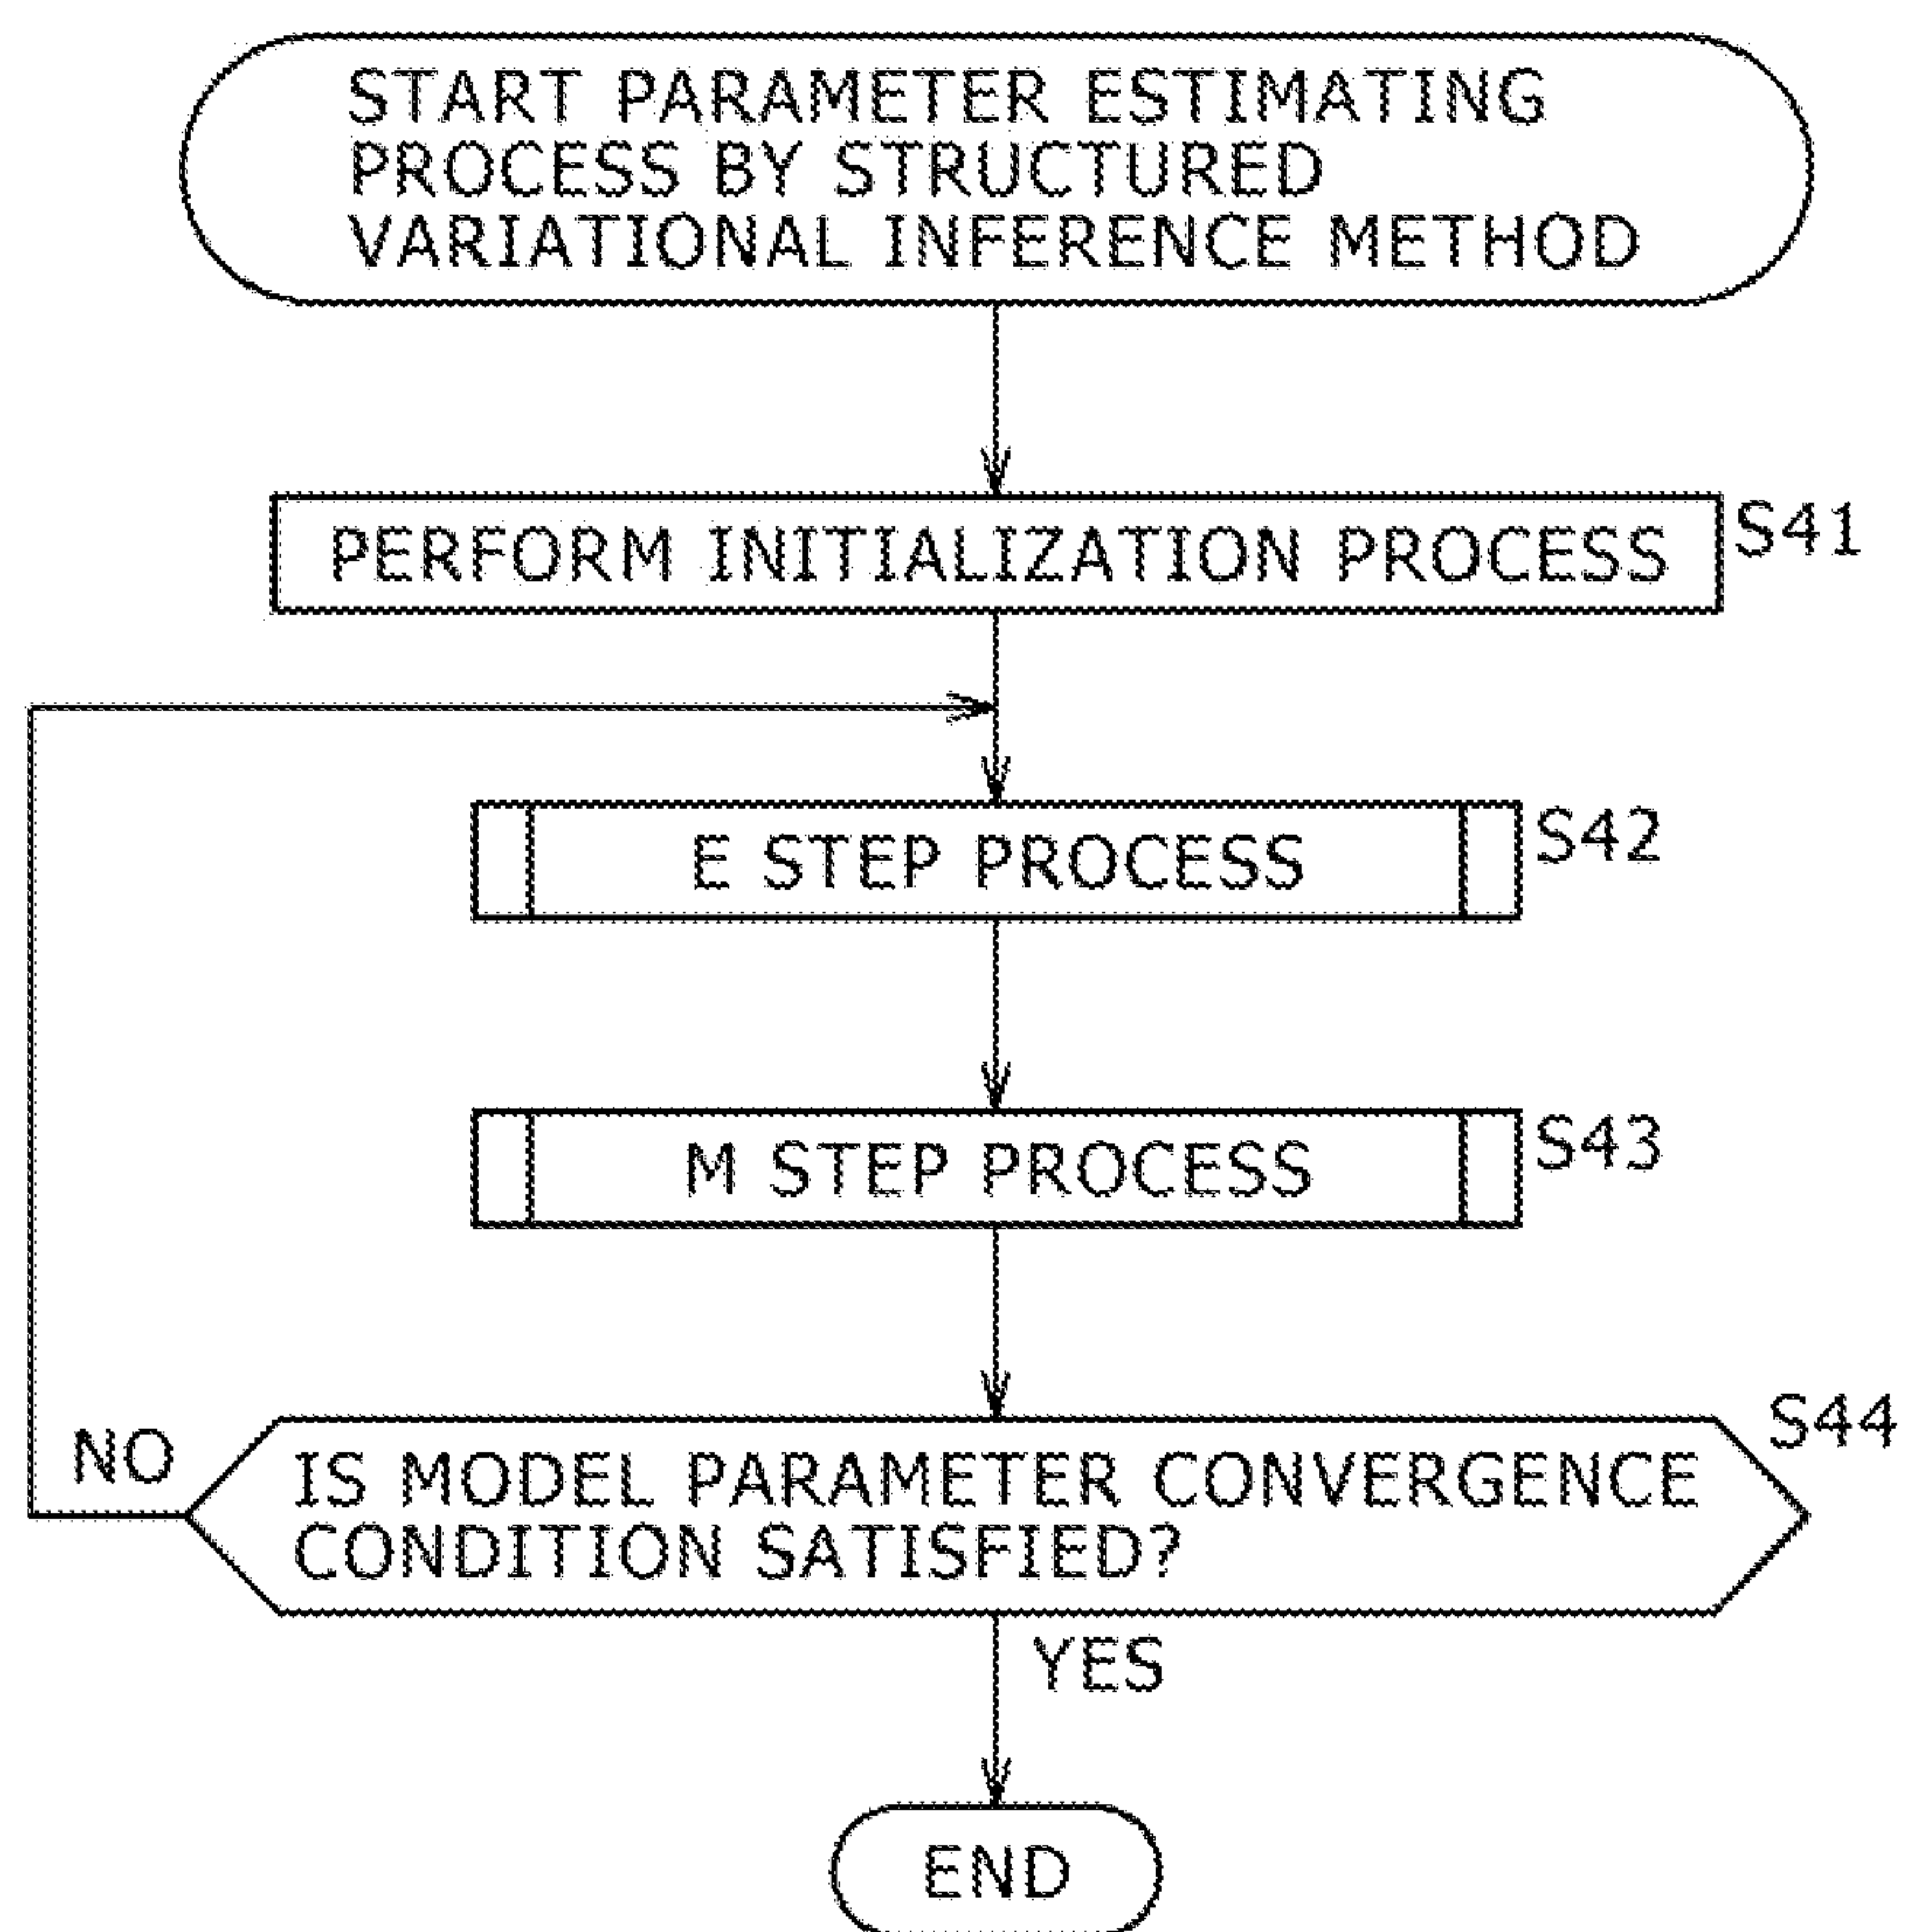 START PARAMETER ESTIMATING
PROCESS BY STRUCTURED
VARIATIONAL INFERENCE METHOD
PERFORM INITIALIZATION PROCESS
S41
E STEP PROCESS
S42
M STEP PROCESS
S43
S44
NO
IS MODEL PARAMETER CONVERGENCE
CONDITION SATISFIED?
YES
END